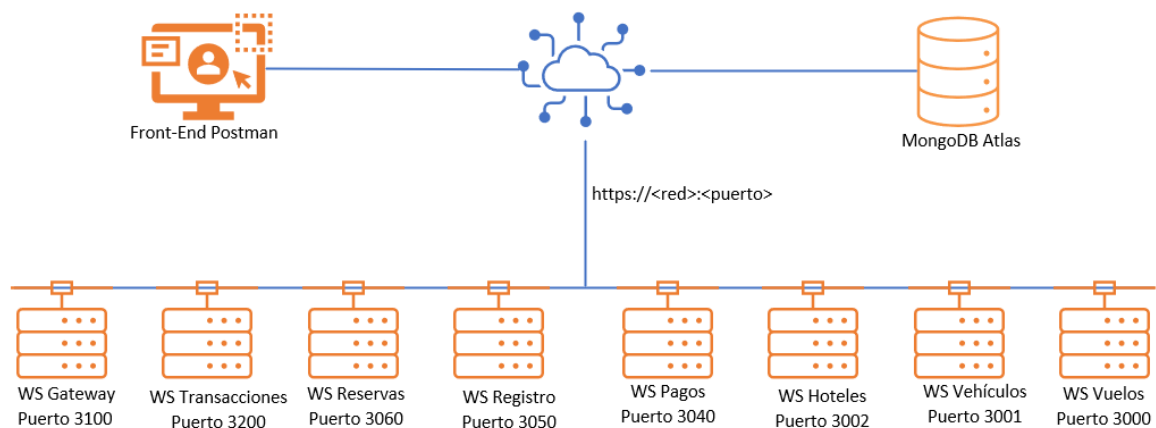 Front-End Postman
MongoDB Atlas
https://<red>:<puerto>
WS Gateway
Puerto 3100
WS Transacciones
Puerto 3200
WS Reservas
Puerto 3060
WS Registro
Puerto 3050
WS Pagos
Puerto 3040
WS Hoteles
Puerto 3002
WS Vehículos
Puerto 3001
WS Vuelos
Puerto 3000